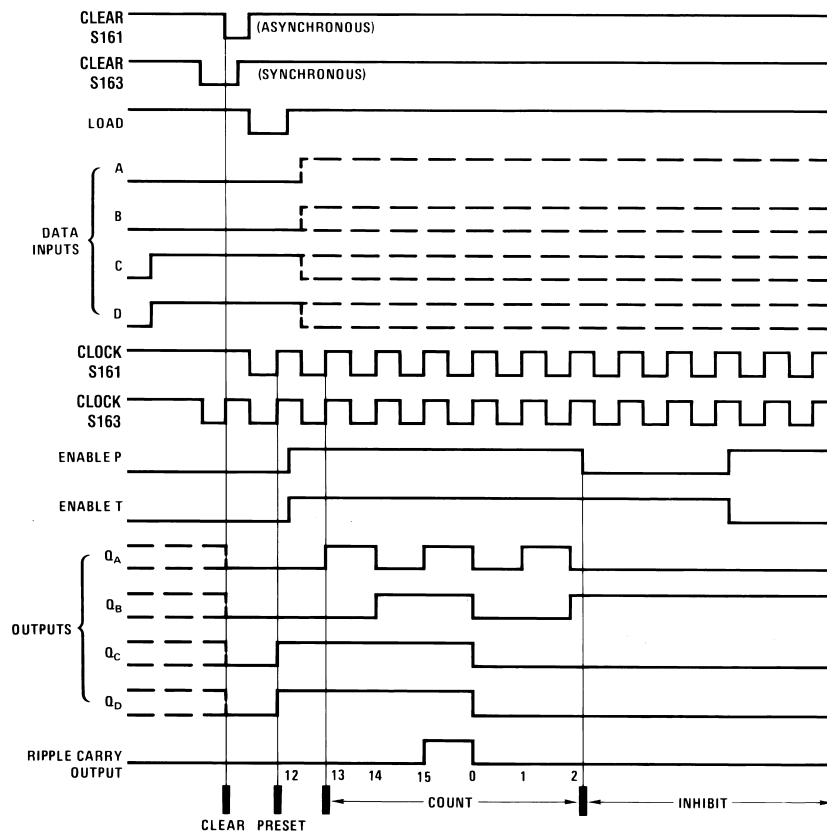 CLEAR
S161
(ASYNCHRONOUS)
CLEAR
S163
(SYNCHRONOUS)
LOAD
A
B
DATA
INPUTS
C
D
CLOCK
S161
CLOCK
S163
ENABLE P
ENABLE T
QA
QB
OUTPUTS
QC
QD
RIPPLE CARRY
OUTPUT
12 13 14 15 0 1 2
COUNT INHIBIT
CLEAR PRESET